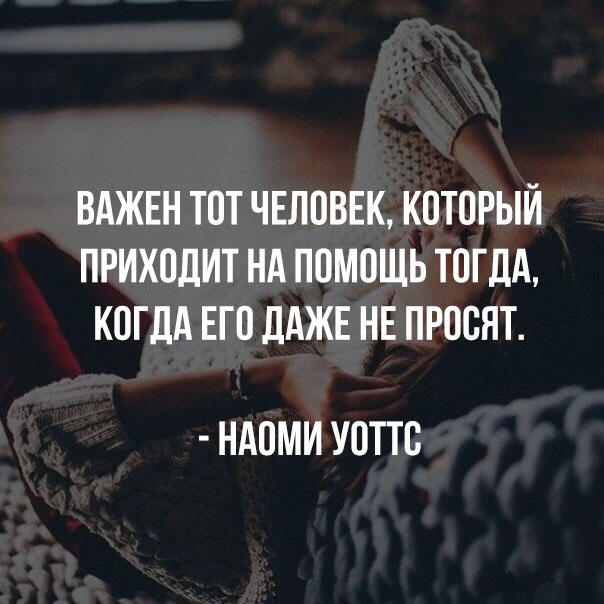 ВАЖЕН ТОТ ЧЕЛОВЕК, КОТОРЫЙ
ПРИХОДИТ НА ПОМОЩЬ ТОГДА,
КОГДА ЕГО ДАЖЕ НЕ ПРОСЯТ.
- НАОМИ УОТТС